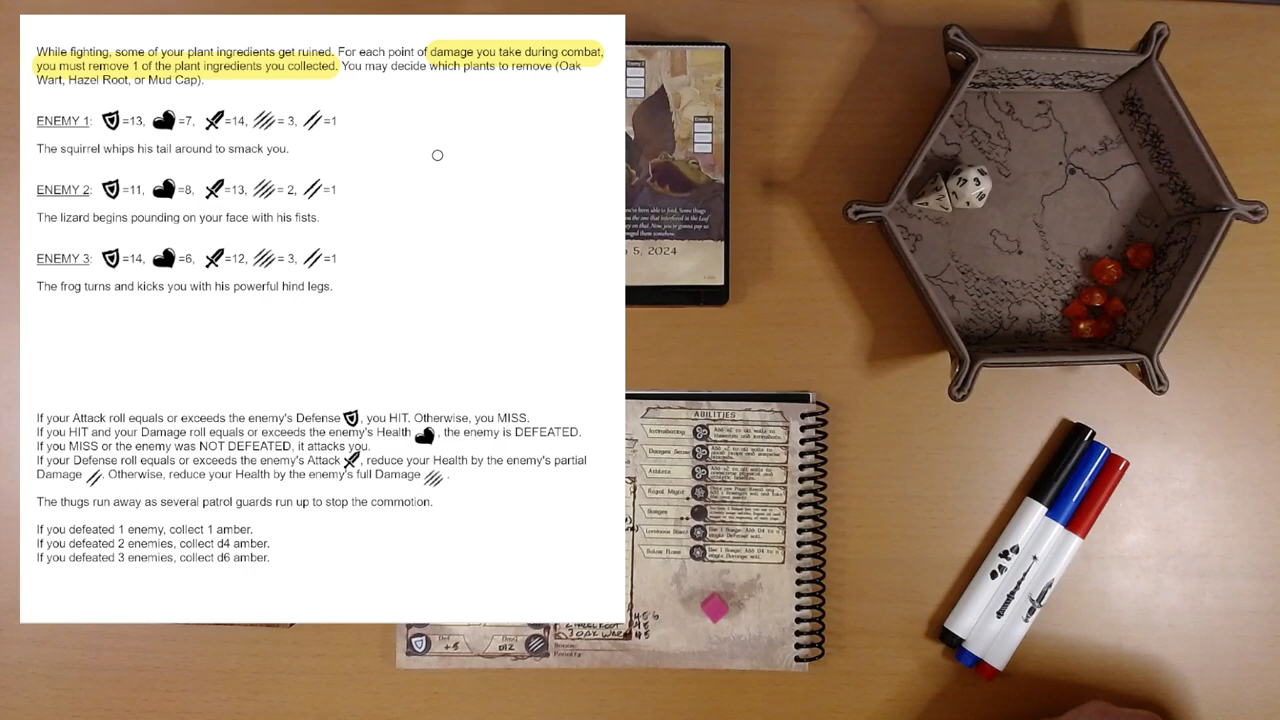 While fighting, some of your plant ingredients get ruined. For each point of damage you take during combat,
you must remove 1 of the plant ingredients you collected. You may decide which plants to remove (Oak
Wart, Hazel Root, or Mud Cap).
ENEMY 1: =13, =7, =14, = 3, =1
The squirrel whips his tail around to smack you.
ENEMY 2: =11, =8, =13, = 2, =1
The lizard begins pounding on your face with his fists.
ENEMY 3: =14, =6, =12, = 3, =1
The frog turns and kicks you with his powerful hind legs.
If your Attack roll equals or exceeds the enemy's Defense , you HIT. Otherwise, you MISS.
If you HIT and your Damage roll equals or exceeds the enemy's Health , the enemy is DEFEATED.
If you MISS or the enemy was NOT DEFEATED, it attacks you.
If your Defense roll equals or exceeds the enemy's Attack , reduce your Health by the enemy's partial
Damage . Otherwise, reduce your Health by the enemy's full Damage .
The thugs run away as several patrol guards run up to stop the commotion.
If you defeated 1 enemy, collect 1 amber.
If you defeated 2 enemies, collect d4 amber.
If you defeated 3 enemies, collect d6 amber.
5, 2024
ABILITIES
Intimidating
Danger Sense
Athletic
Royal Might
Surges
Def
+5
D12